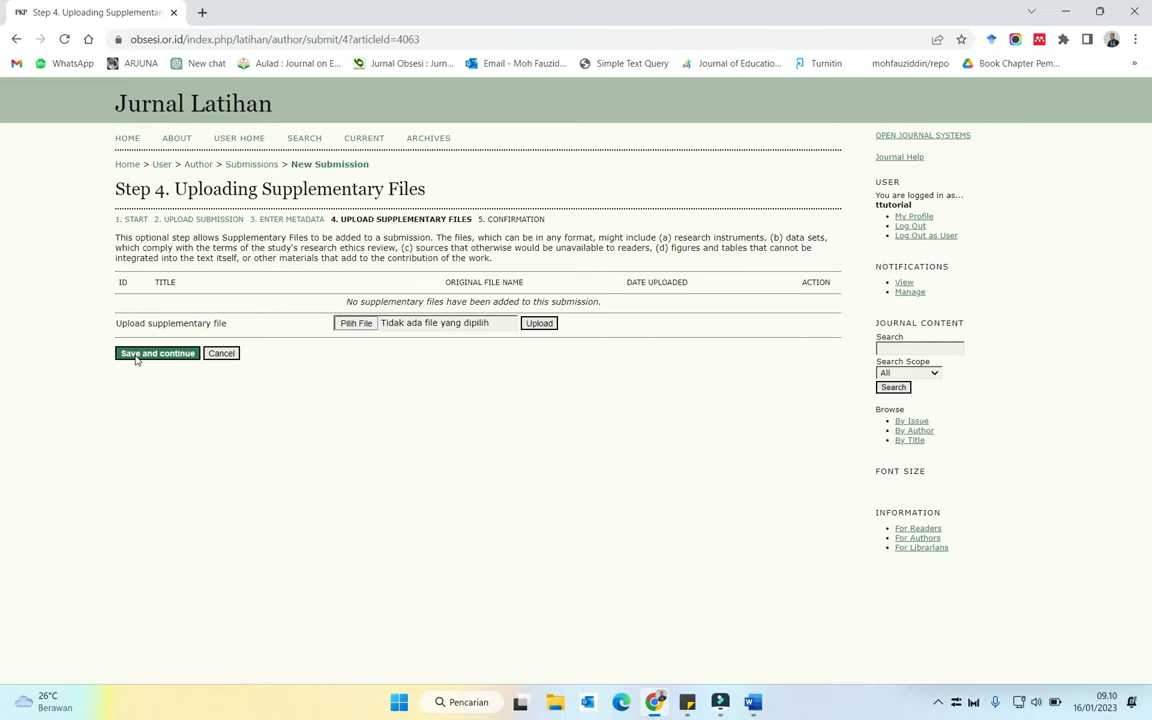 PKP Step 4. Uploading Supplementar
obsesi.or.id/index.php/latihan/author/submit/4?articleId=4063
WhatsApp ARJUNA New chat Aulad : Journal on E... Jurnal Obsesi : Jurn... Email - Moh Fauzid... Simple Text Query Journal of Educatio... Turnitin mohfauziddin/repo Book Chapter Pem...
Jurnal Latihan
HOME ABOUT USER HOME SEARCH CURRENT ARCHIVES
Home > User > Author > Submissions > New Submission
Step 4. Uploading Supplementary Files
1. START 2. UPLOAD SUBMISSION 3. ENTER METADATA 4. UPLOAD SUPPLEMENTARY FILES 5. CONFIRMATION
This optional step allows Supplementary Files to be added to a submission. The files, which can be in any format, might include (a) research instruments, (b) data sets,
which comply with the terms of the study's research ethics review, (c) sources that otherwise would be unavailable to readers, (d) figures and tables that cannot be
integrated into the text itself, or other materials that add to the contribution of the work.
ID TITLE ORIGINAL FILE NAME DATE UPLOADED ACTION
No supplementary files have been added to this submission.
Upload supplementary file Pilih File Tidak ada file yang dipilih Upload
Save and continue Cancel
OPEN JOURNAL SYSTEMS
Journal Help
USER
You are logged in as...
ttutorial
My Profile
Log Out
Log Out as User
NOTIFICATIONS
View
Manage
JOURNAL CONTENT
Search
Search Scope
All
Search
Browse
By Issue
By Author
By Title
FONT SIZE
INFORMATION
For Readers
For Authors
For Librarians
26°C
Berawan
Pencarian
09.10
16/01/2023